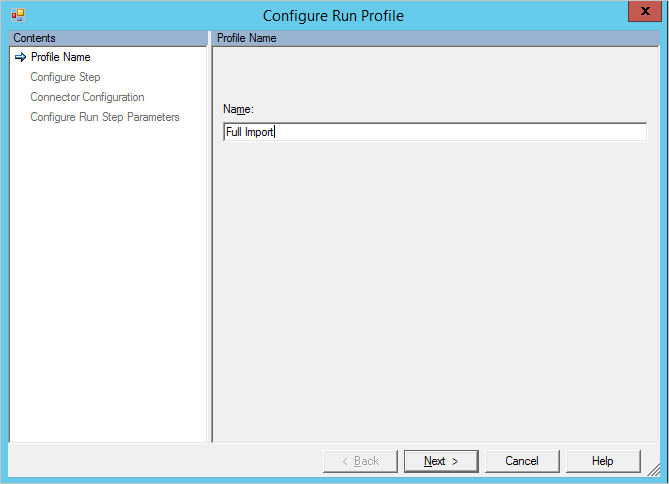 Configure Run Profile
x
Contents
Profile Name
Configure Step
Connector Configuration
Configure Run Step Parameters
Profile Name
Name:
Full Import
< Back
Next >
Cancel
Help